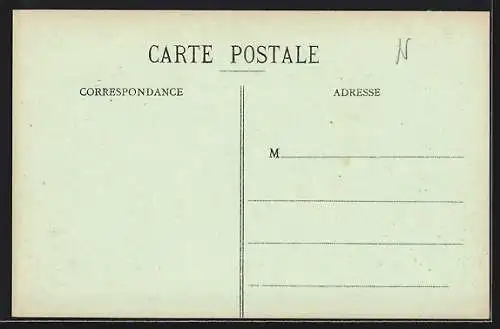 CARTE POSTALE
N
CORRESPONDANCE
ADRESSE
M